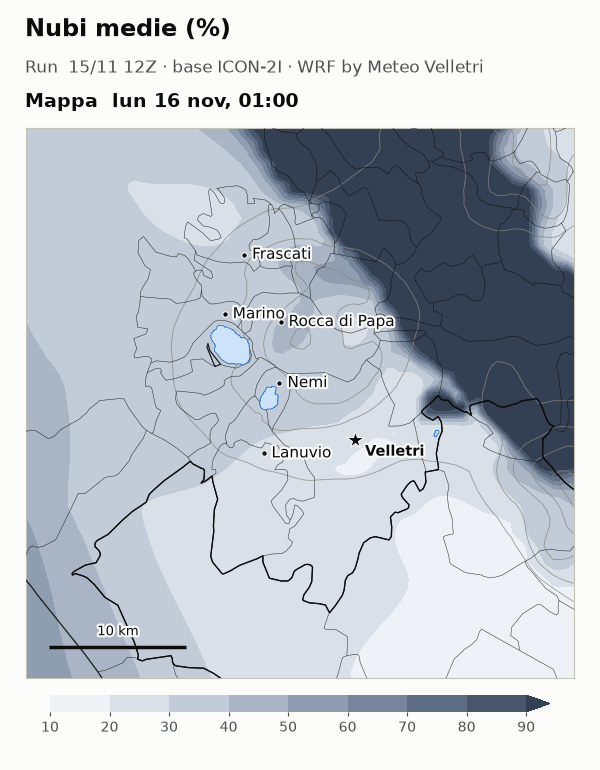 Nubi medie (%)
Run  15/11 12Z · base ICON-2I · WRF by Meteo Velletri
Mappa  lun 16 nov, 01:00
Frascati
Marino
Rocca di Papa
Nemi
Velletri
Lanuvio
10 km
10 20 30 40 50 60 70 80 90